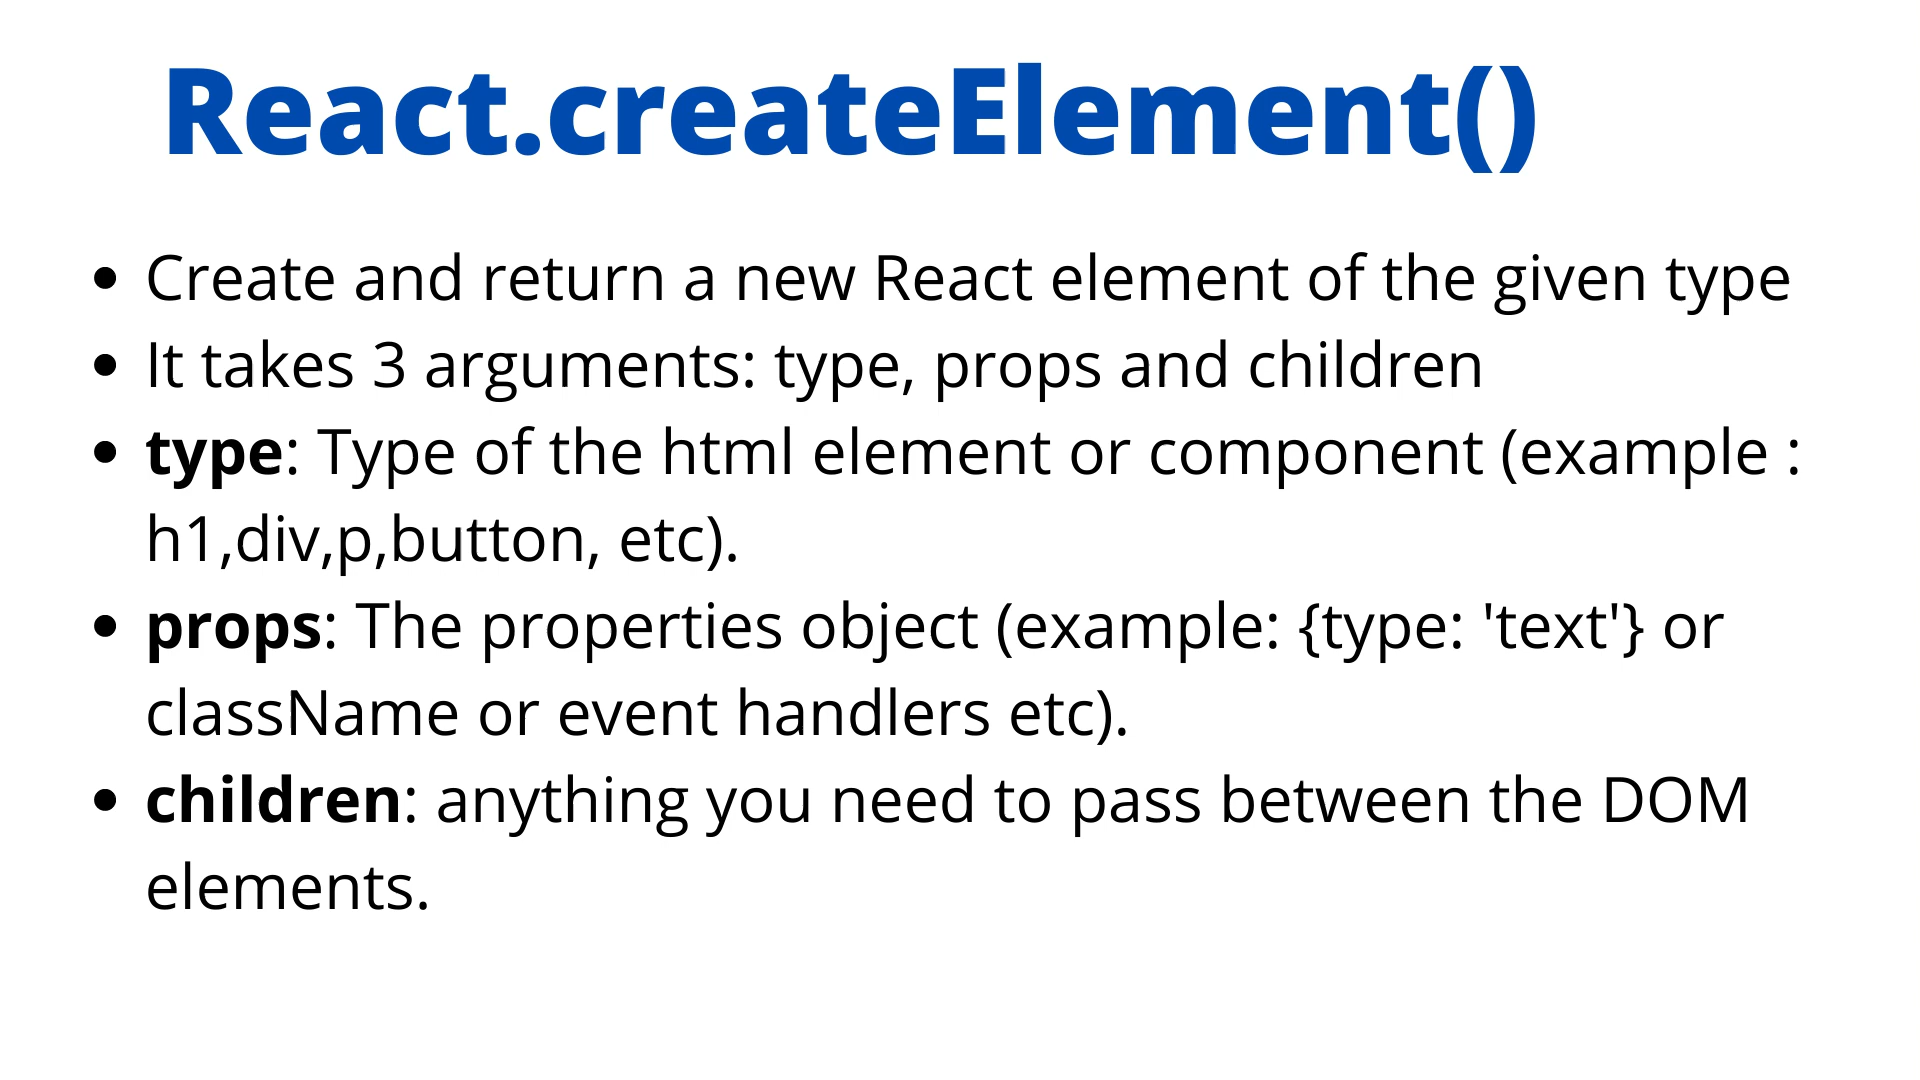 React.createElement()
• Create and return a new React element of the given type
• It takes 3 arguments: type, props and children
• type: Type of the html element or component (example :
h1,div,p,button, etc).
• props: The properties object (example: {type: 'text'} or
className or event handlers etc).
• children: anything you need to pass between the DOM
elements.